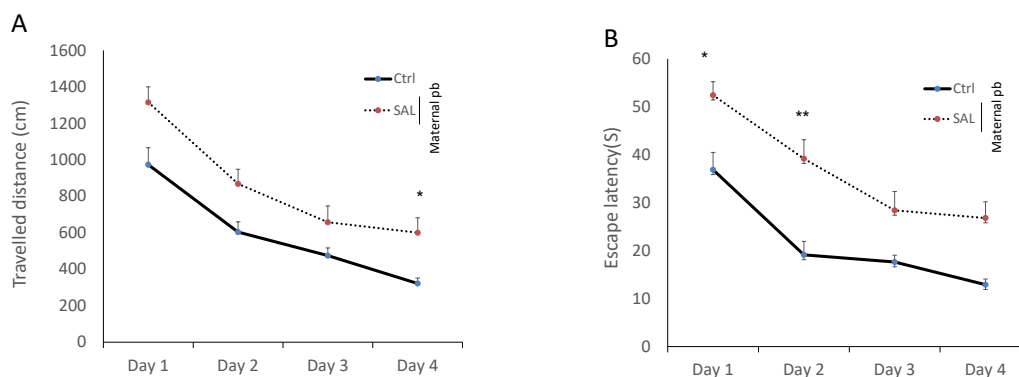 A
Travelled distance (cm)
1600
1400
1200
1000
800
600
400
200
0
Ctrl
SAL
Maternal pb
*
Day 1
Day 2
Day 3
Day 4
B
Escape latency(S)
60
50
40
30
20
10
0
*
**
Ctrl
SAL
Maternal pb
Day 1
Day 2
Day 3
Day 4